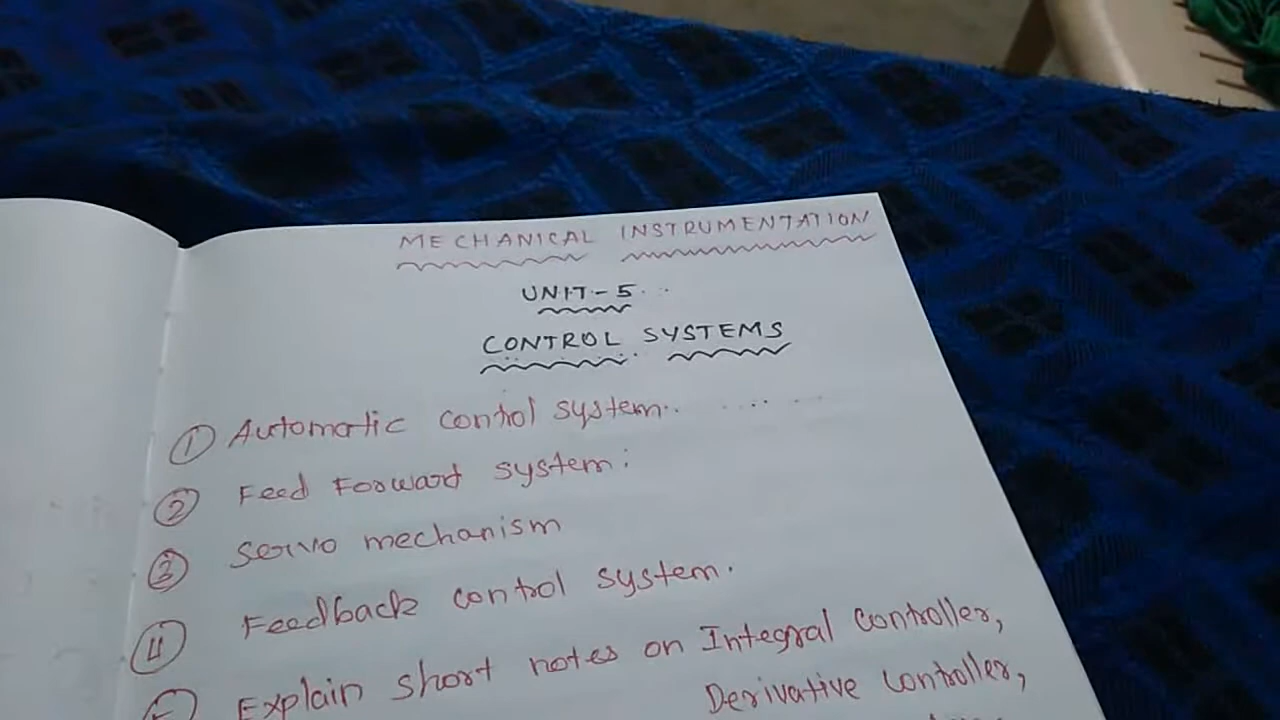 MECHANICAL INSTRUMENTATION
UNIT-5
CONTROL SYSTEMS
① Automatic control system.
② Feed Forward system:
③ Servo mechanism
④ Feedback control system.
⑤ Explain short notes on Integral controller,
Derivative controller,